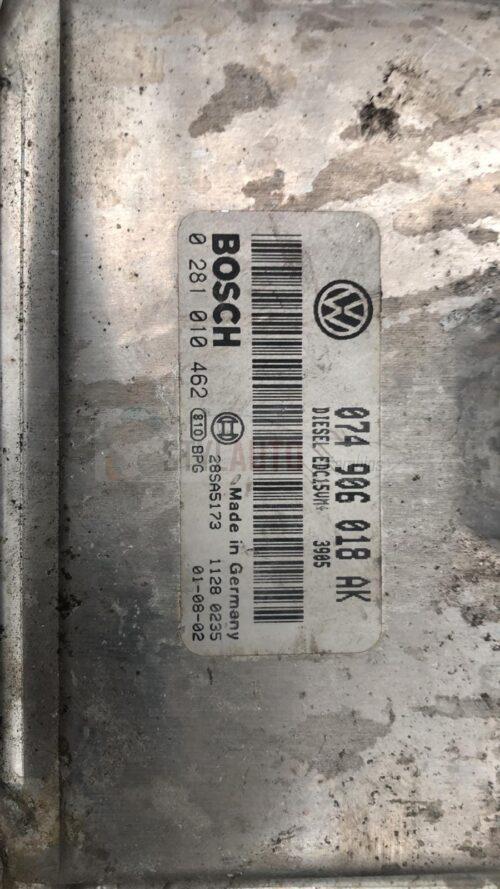 074 906 018 AK
DIESEL EDC15VM+ 3905
BOSCH
0 281 010 462
Made in Germany
28SA5173 1128 0235
810 BPG 01-08-02